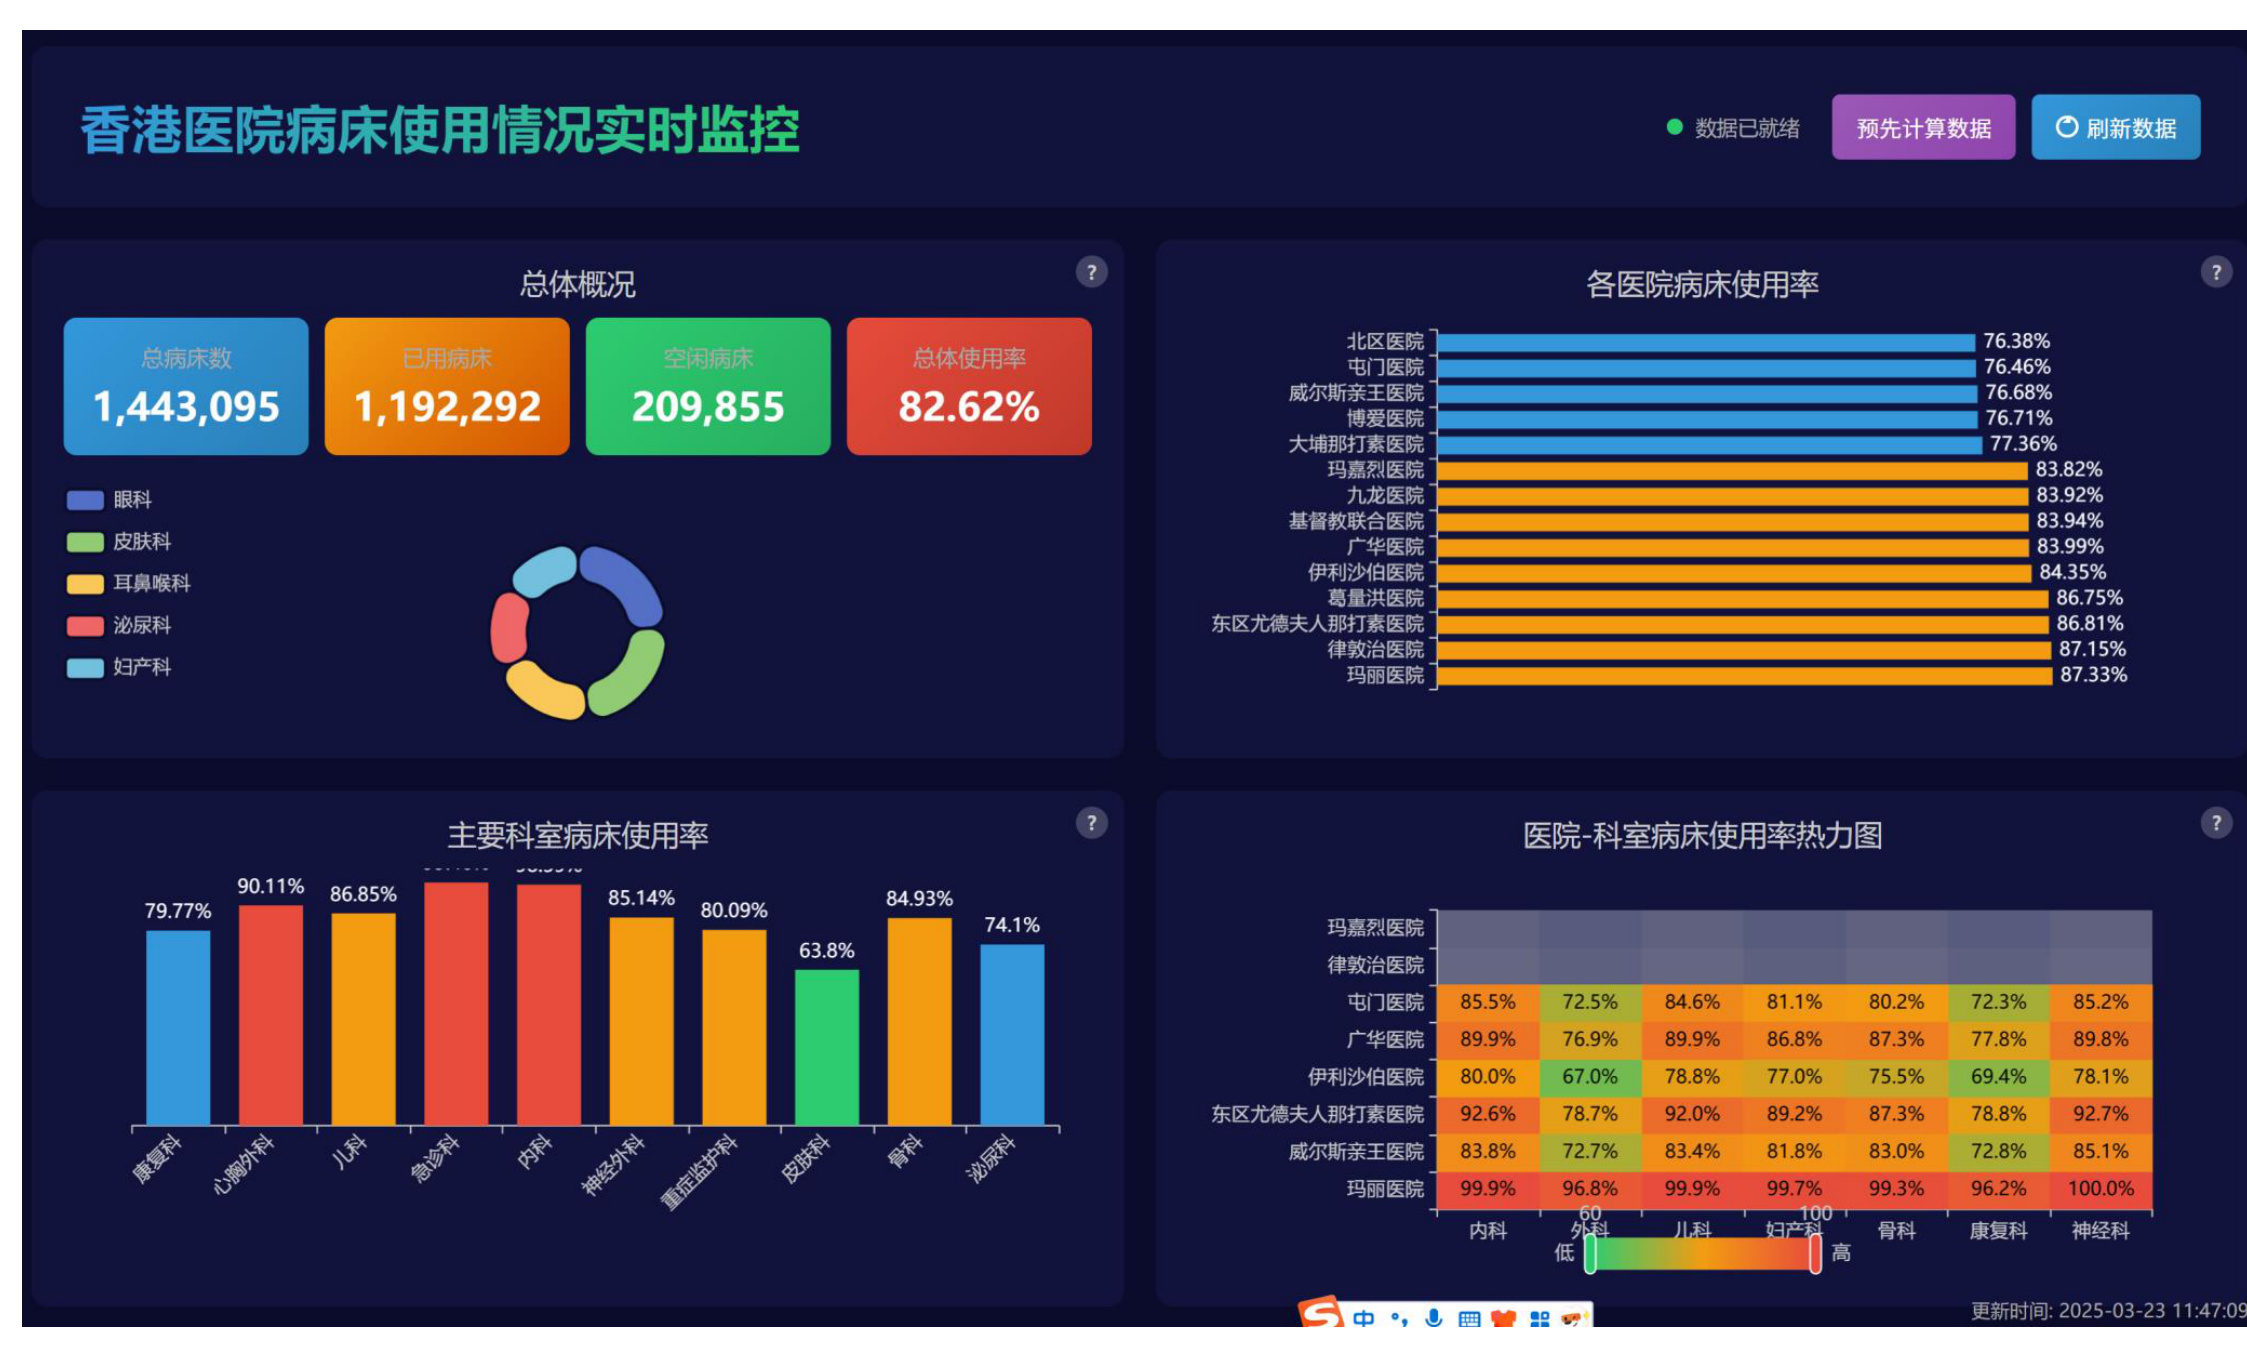 香港医院病床使用情况实时监控
数据已就绪
预先计算数据
刷新数据
总体概况
?
总病床数
1,443,095
已用病床
1,192,292
空闲病床
209,855
总体使用率
82.62%
眼科
皮肤科
耳鼻喉科
泌尿科
妇产科
各医院病床使用率
?
北区医院 76.38%
屯门医院 76.46%
威尔斯亲王医院 76.68%
博爱医院 76.71%
大埔那打素医院 77.36%
玛嘉烈医院 83.82%
九龙医院 83.92%
基督教联合医院 83.94%
广华医院 83.99%
伊利沙伯医院 84.35%
葛量洪医院 86.75%
东区尤德夫人那打素医院 86.81%
律敦治医院 87.15%
玛丽医院 87.33%
主要科室病床使用率
?
79.77% 90.11% 86.85% 85.14% 80.09% 63.8% 84.93% 74.1%
康复科 心胸外科 儿科 急诊科 内科 神经外科 重症监护科 皮肤科 骨科 泌尿科
医院-科室病床使用率热力图
?
玛嘉烈医院
律敦治医院
屯门医院 85.5% 72.5% 84.6% 81.1% 80.2% 72.3% 85.2%
广华医院 89.9% 76.9% 89.9% 86.8% 87.3% 77.8% 89.8%
伊利沙伯医院 80.0% 67.0% 78.8% 77.0% 75.5% 69.4% 78.1%
东区尤德夫人那打素医院 92.6% 78.7% 92.0% 89.2% 87.3% 78.8% 92.7%
威尔斯亲王医院 83.8% 72.7% 83.4% 81.8% 83.0% 72.8% 85.1%
玛丽医院 99.9% 96.8% 99.9% 99.7% 99.3% 96.2% 100.0%
60 100
内科 外科 儿科 妇产科 骨科 康复科 神经科
低 高
更新时间: 2025-03-23 11:47:09
中